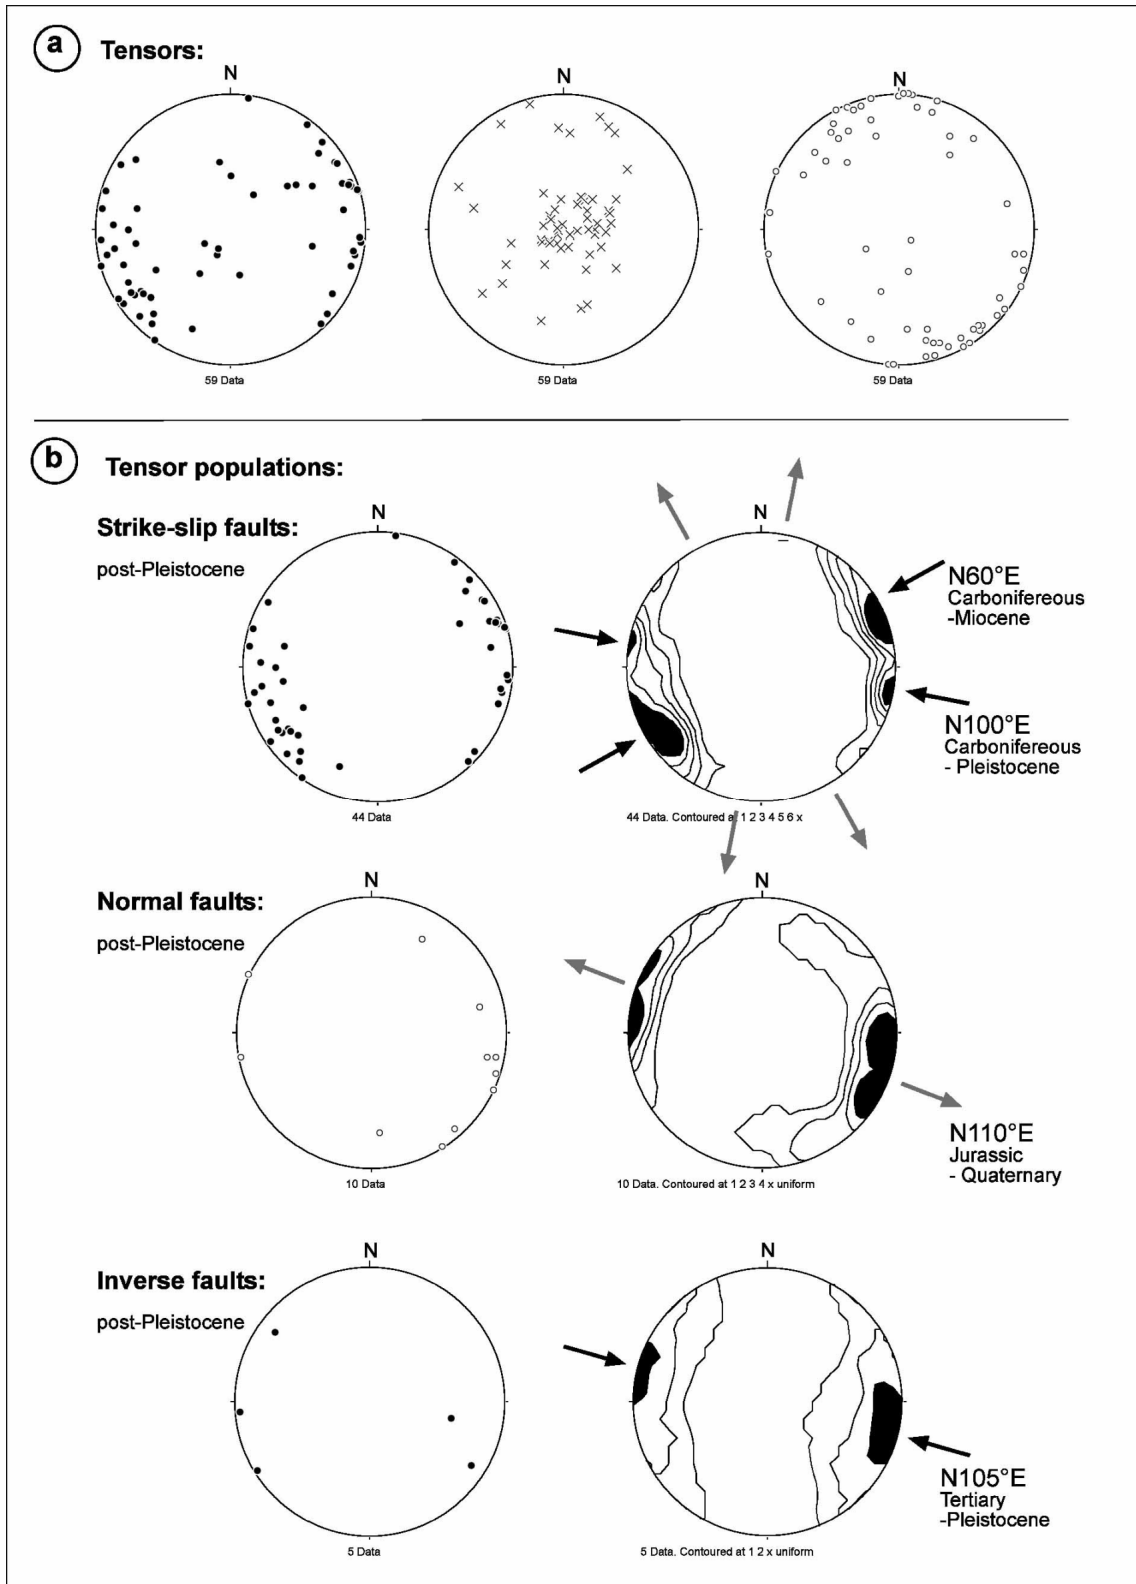 a Tensors:
N
N
N
59 Data
59 Data
59 Data
b Tensor populations:
Strike-slip faults:
post-Pleistocene
N
N
N60°E
Carbonifereous
-Miocene
N100°E
Carbonifereous
- Pleistocene
44 Data
44 Data. Contoured at 1 2 3 4 5 6 x
Normal faults:
post-Pleistocene
N
N
N110°E
Jurassic
- Quaternary
10 Data
10 Data. Contoured at 1 2 3 4 x uniform
Inverse faults:
post-Pleistocene
N
N
N105°E
Tertiary
-Pleistocene
5 Data
5 Data. Contoured at 1 2 x uniform